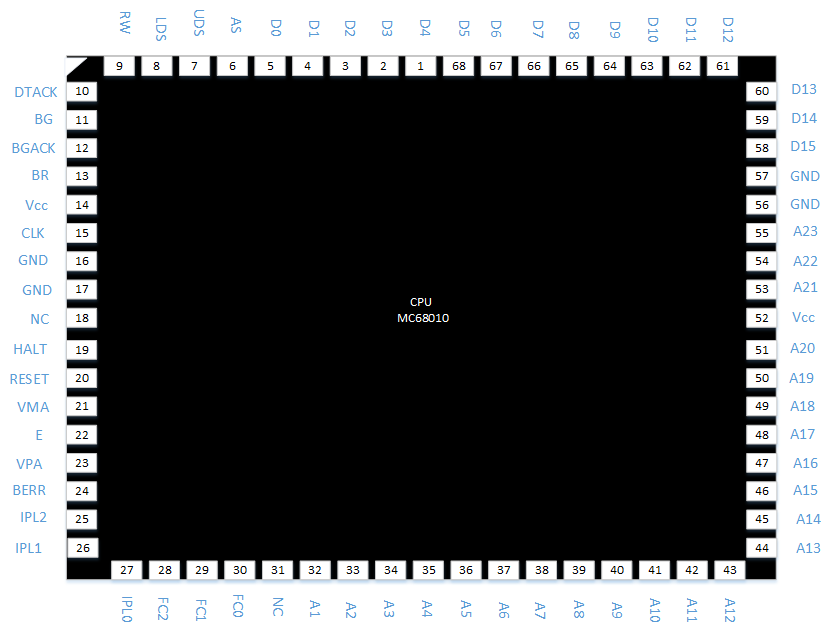 RW LDS UDS AS D0 D1 D2 D3 D4 D5 D6 D7 D8 D9 D10 D11 D12
9 8 7 6 5 4 3 2 1 68 67 66 65 64 63 62 61
DTACK 10 60 D13
BG 11 59 D14
BGACK 12 58 D15
BR 13 57 GND
Vcc 14 56 GND
CLK 15 55 A23
GND 16 54 A22
GND 17 53 A21
CPU
MC68010
NC 18 52 Vcc
HALT 19 51 A20
RESET 20 50 A19
VMA 21 49 A18
E 22 48 A17
VPA 23 47 A16
BERR 24 46 A15
IPL2 25 45 A14
IPL1 26 44 A13
27 28 29 30 31 32 33 34 35 36 37 38 39 40 41 42 43
IPL0 FC2 FC1 FC0 NC A1 A2 A3 A4 A5 A6 A7 A8 A9 A10 A11 A12